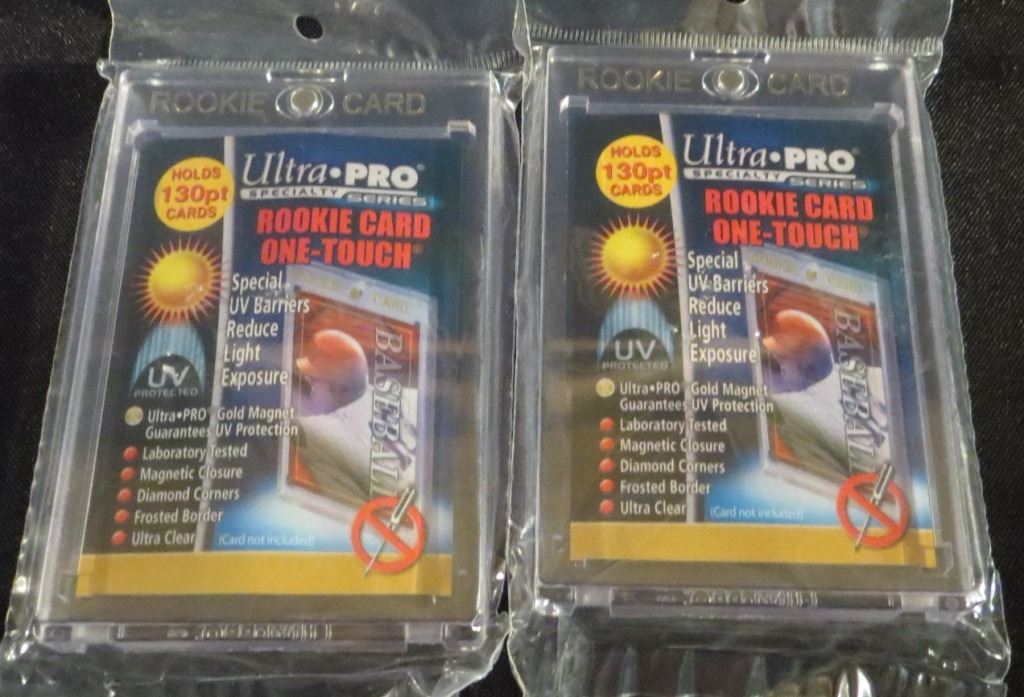 ROOKIE CARD
HOLDS
130pt
CARDS
Ultra•PRO®
SPECIALTY SERIES
ROOKIE CARD
ONE-TOUCH®
Special
UV Barriers
Reduce
Light
Exposure
ROOKIE CARD
BASEBALL
UV
PROTECTED
Ultra•PRO Gold Magnet
Guarantees UV Protection
Laboratory Tested
Magnetic Closure
Diamond Corners
Frosted Border
Ultra Clear
(Card not included)
ROOKIE CARD
HOLDS
130pt
CARDS
Ultra•PRO®
SPECIALTY SERIES
ROOKIE CARD
ONE-TOUCH®
Special
UV Barriers
Reduce
Light
Exposure
ROOKIE CARD
BASEBALL
UV
PROTECTED
Ultra•PRO Gold Magnet
Guarantees UV Protection
Laboratory Tested
Magnetic Closure
Diamond Corners
Frosted Border
Ultra Clear
(Card not included)